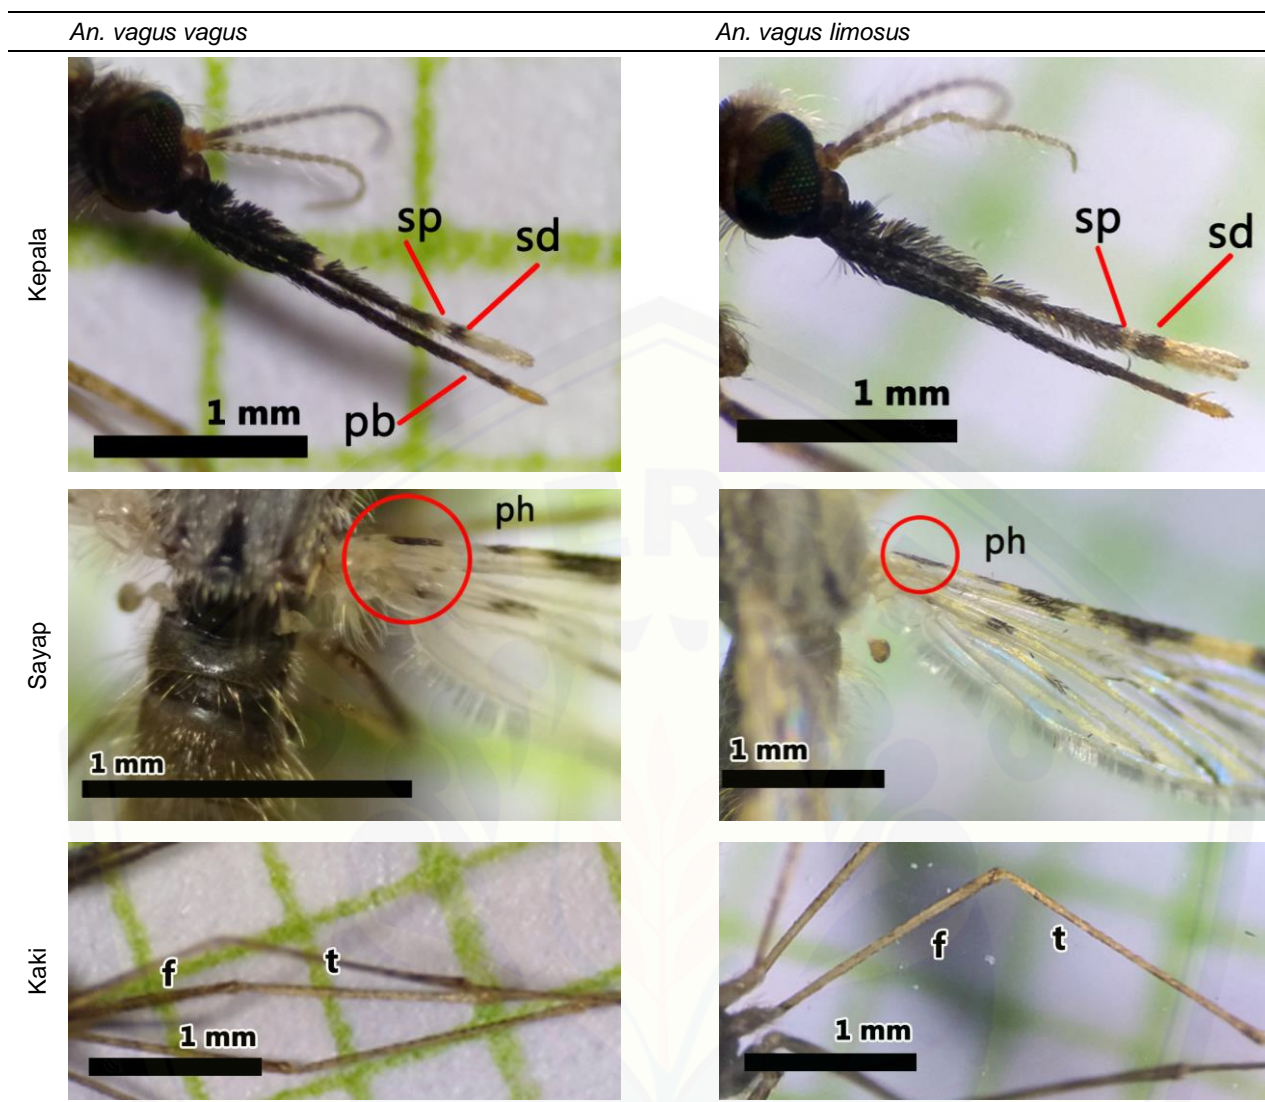 An. vagus vagus
An. vagus limosus
Kepala
sp
sd
pb
1 mm
sp
sd
1 mm
Sayap
ph
1 mm
ph
1 mm
Kaki
f
t
1 mm
f
t
1 mm